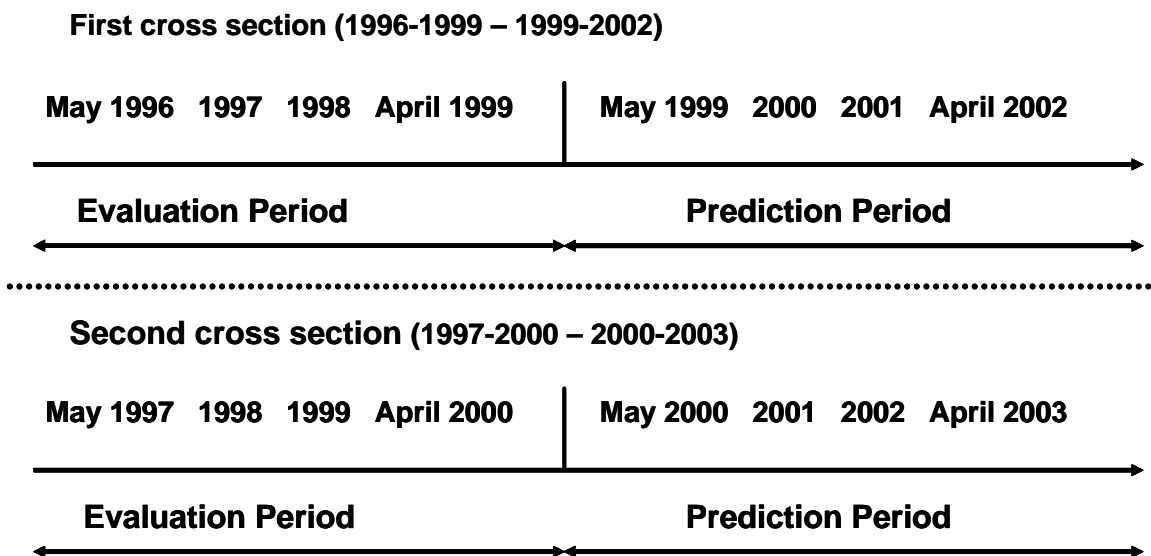 First cross section (1996-1999 – 1999-2002)
May 1996 1997 1998 April 1999 May 1999 2000 2001 April 2002
Evaluation Period Prediction Period
Second cross section (1997-2000 – 2000-2003)
May 1997 1998 1999 April 2000 May 2000 2001 2002 April 2003
Evaluation Period Prediction Period